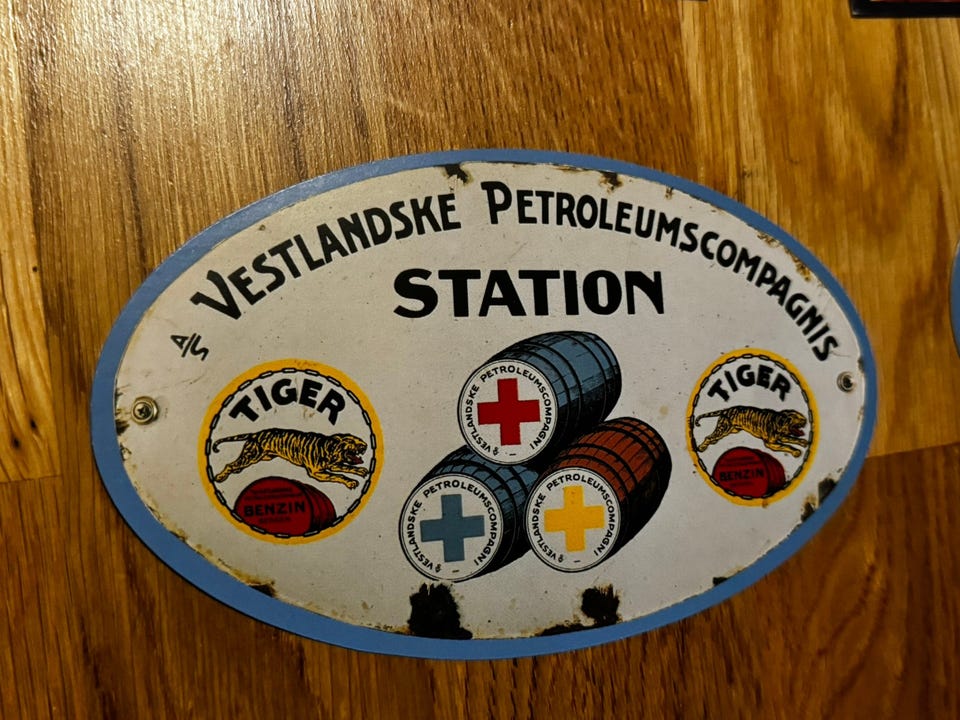 A/S VESTLANDSKE PETROLEUMSCOMPAGNIS
STATION
TIGER
BENZIN
VESTLANDSKE PETROLEUMSCOMPAGNI
VESTLANDSKE PETROLEUMSCOMPAGNI
VESTLANDSKE PETROLEUMSCOMPAGNI
TIGER
BENZIN